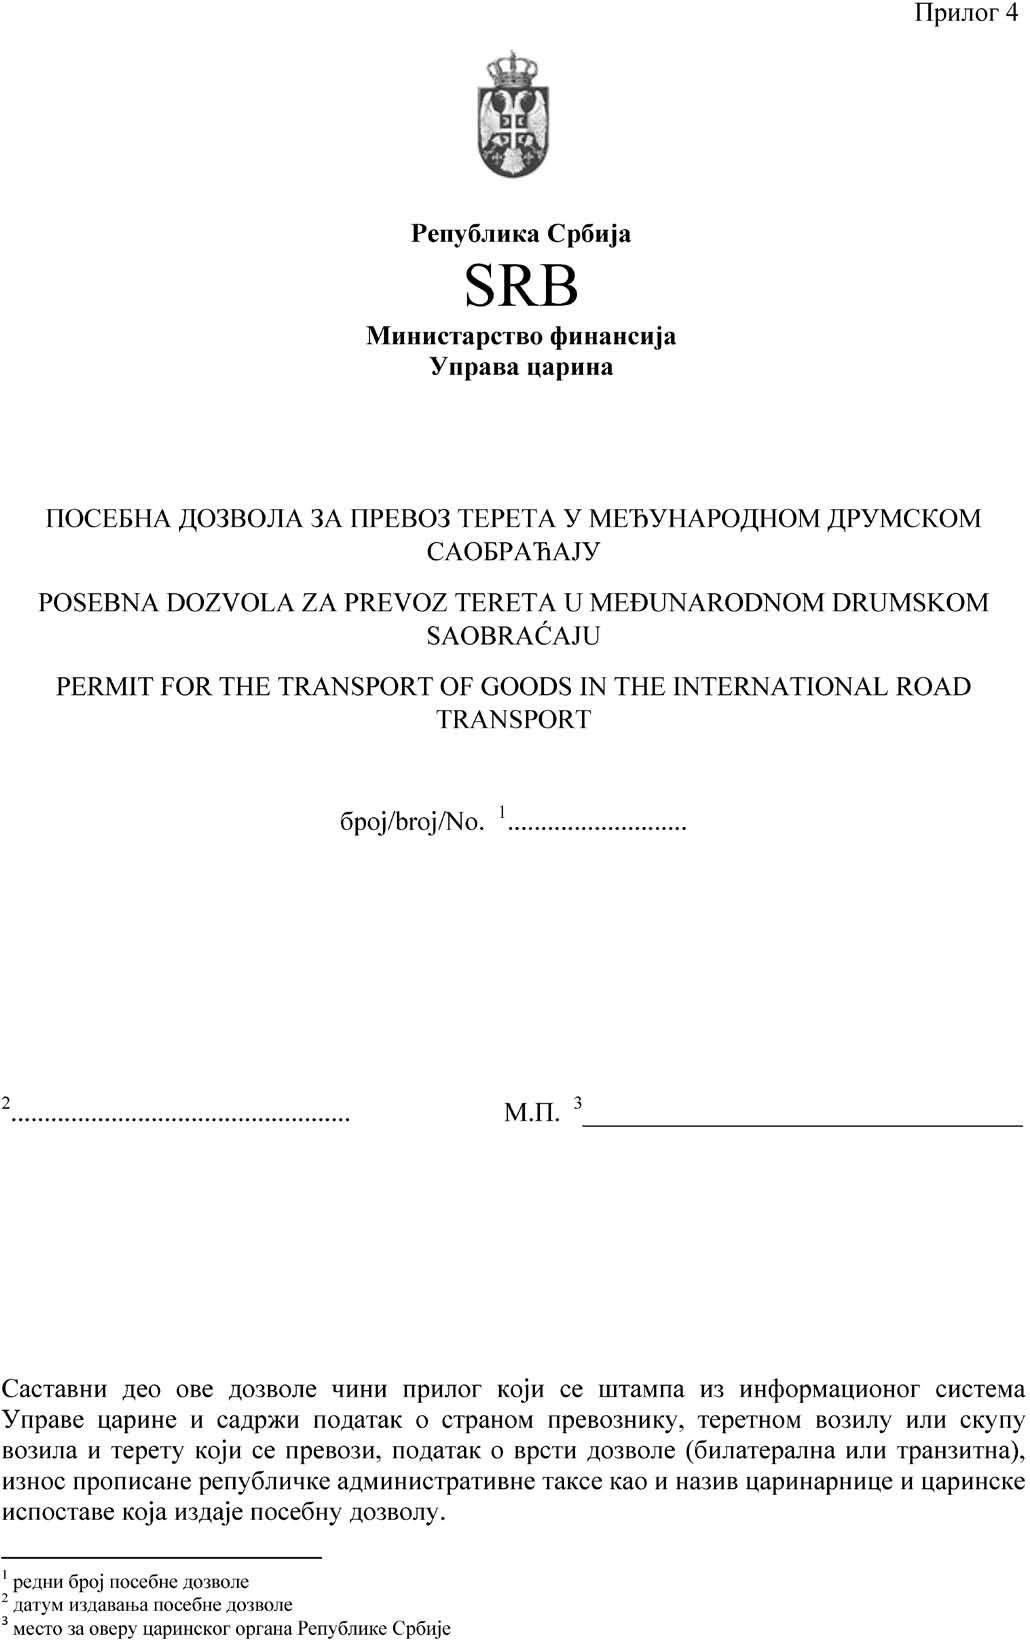 Прилог 4
Република Србија
SRB
Министарство финансија
Управа царина
ПОСЕБНА ДОЗВОЛА ЗА ПРЕВОЗ ТЕРЕТА У МЕЂУНАРОДНОМ ДРУМСКОМ
САОБРАЋАЈУ
POSEBNA DOZVOLA ZA PREVOZ TERETA U MEĐUNARODNOM DRUMSKOM
SAOBRAĆAJU
PERMIT FOR THE TRANSPORT OF GOODS IN THE INTERNATIONAL ROAD
TRANSPORT
број/broj/No. 1...........................
2................................................... М.П. 3_________________________________
Саставни део ове дозволе чини прилог који се штампа из информационог система
Управе царине и садржи податак о страном превознику, теретном возилу или скупу
возила и терету који се превози, податак о врсти дозволе (билатерална или транзитна),
износ прописане републичке административне таксе као и назив царинарнице и царинске
испоставе која издаје посебну дозволу.
1 редни број посебне дозволе
2 датум издавања посебне дозволе
3 место за оверу царинског органа Републике Србије